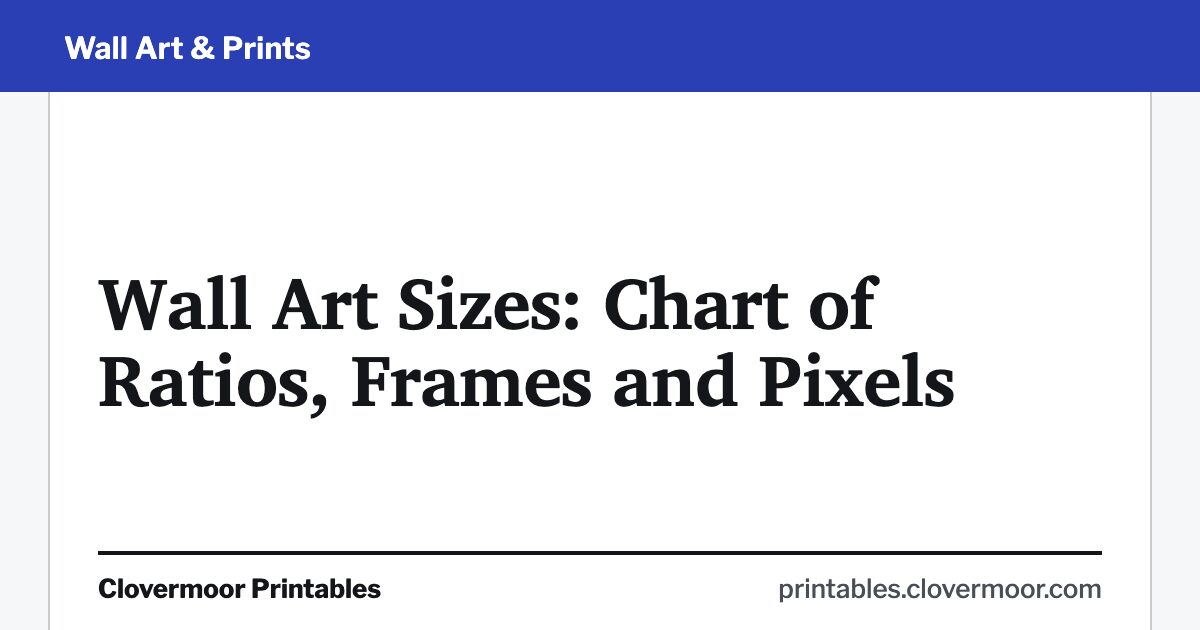 Wall Art & Prints
Wall Art Sizes: Chart of
Ratios, Frames and Pixels
Clovermoor Printables
printables.clovermoor.com